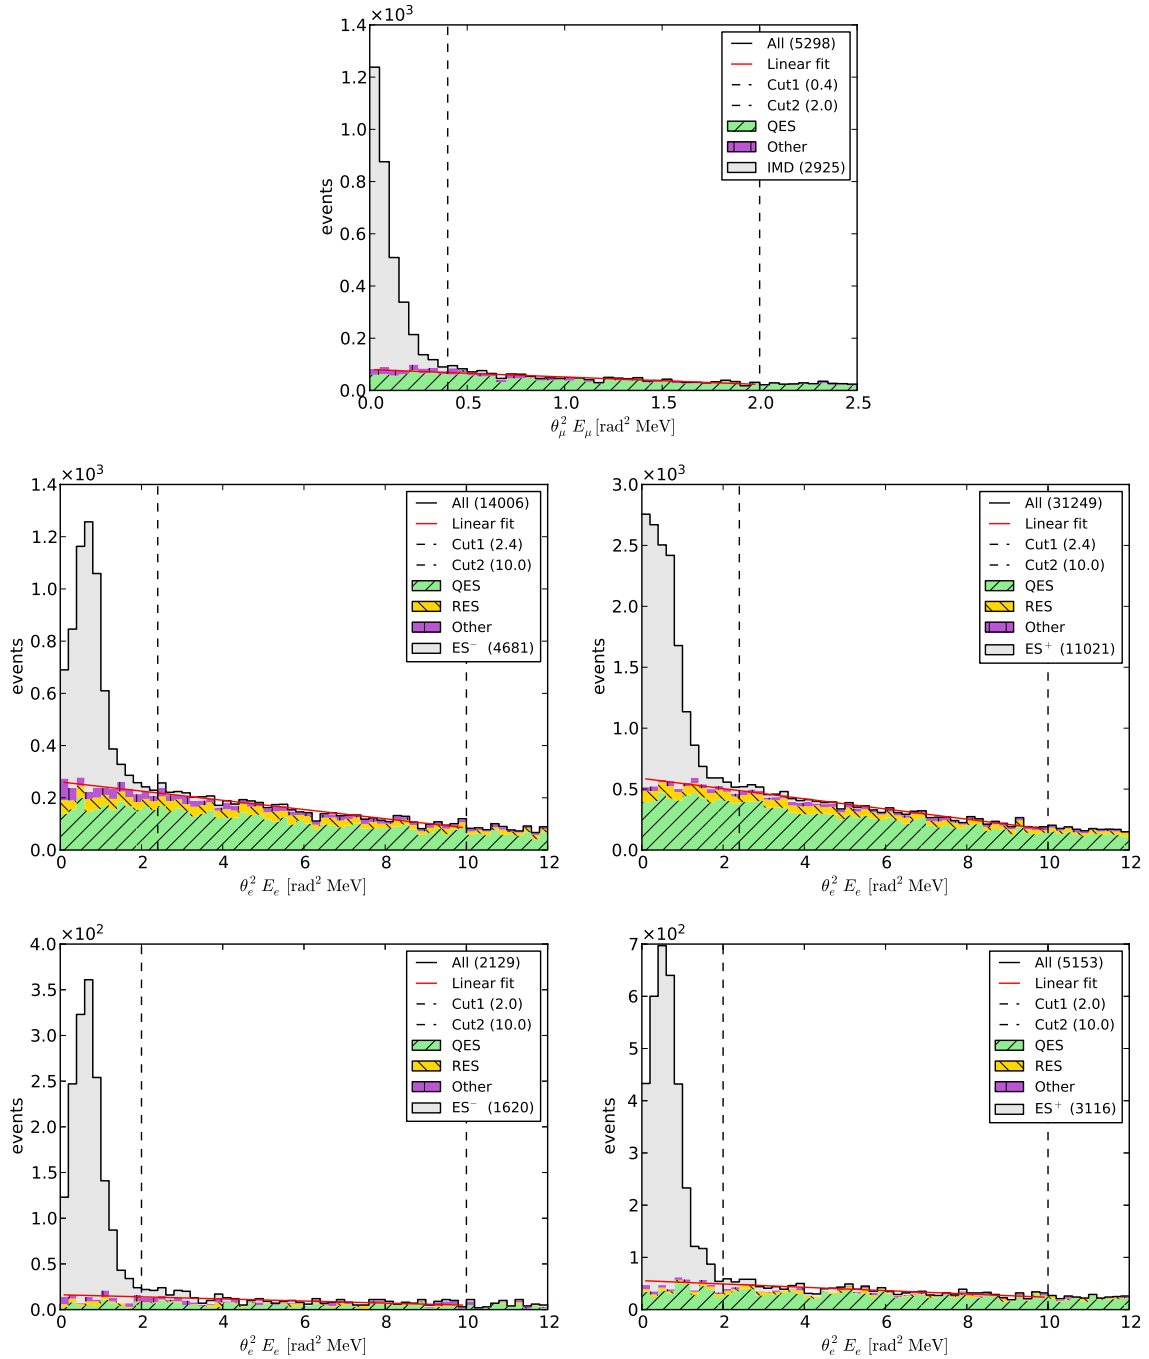 ×10³
1.4
1.2
1.0
0.8
0.6
0.4
0.2
0.0
events
All (5298)
Linear fit
Cut1 (0.4)
Cut2 (2.0)
QES
Other
IMD (2925)
0.0 0.5 1.0 1.5 2.0 2.5
θ²_μ E_μ [rad² MeV]
×10³
1.4
1.2
1.0
0.8
0.6
0.4
0.2
0.0
events
All (14006)
Linear fit
Cut1 (2.4)
Cut2 (10.0)
QES
RES
Other
ES⁻ (4681)
0 2 4 6 8 10 12
θ²_e E_e [rad² MeV]
×10³
3.0
2.5
2.0
1.5
1.0
0.5
0.0
events
All (31249)
Linear fit
Cut1 (2.4)
Cut2 (10.0)
QES
RES
Other
ES⁺ (11021)
0 2 4 6 8 10 12
θ²_e E_e [rad² MeV]
×10²
4.0
3.5
3.0
2.5
2.0
1.5
1.0
0.5
0.0
events
All (2129)
Linear fit
Cut1 (2.0)
Cut2 (10.0)
QES
RES
Other
ES⁻ (1620)
0 2 4 6 8 10 12
θ²_e E_e [rad² MeV]
×10²
7
6
5
4
3
2
1
0
events
All (5153)
Linear fit
Cut1 (2.0)
Cut2 (10.0)
QES
RES
Other
ES⁺ (3116)
0 2 4 6 8 10 12
θ²_e E_e [rad² MeV]